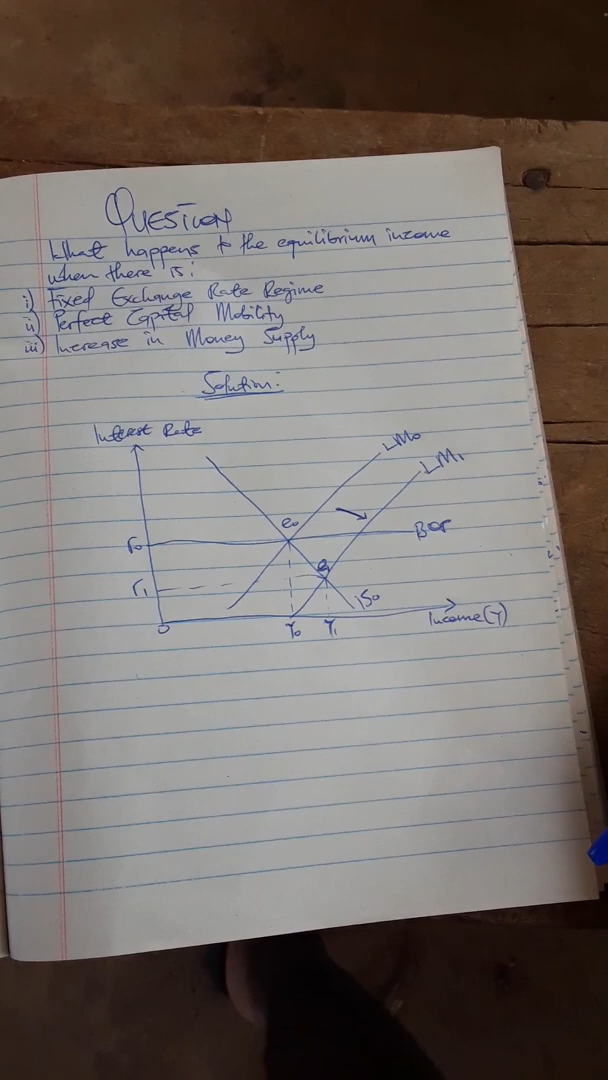 QUESTION
What happens to the equilibrium income
when there is:
i) Fixed Exchange Rate Regime
ii) Perfect Capital Mobility
iii) Increase in Money Supply
Solution:
Interest Rate
LM₀
LM₁
e₀
r₀
BOP
e₁
r₁
IS₀
0
Y₀
Y₁
Income(Y)